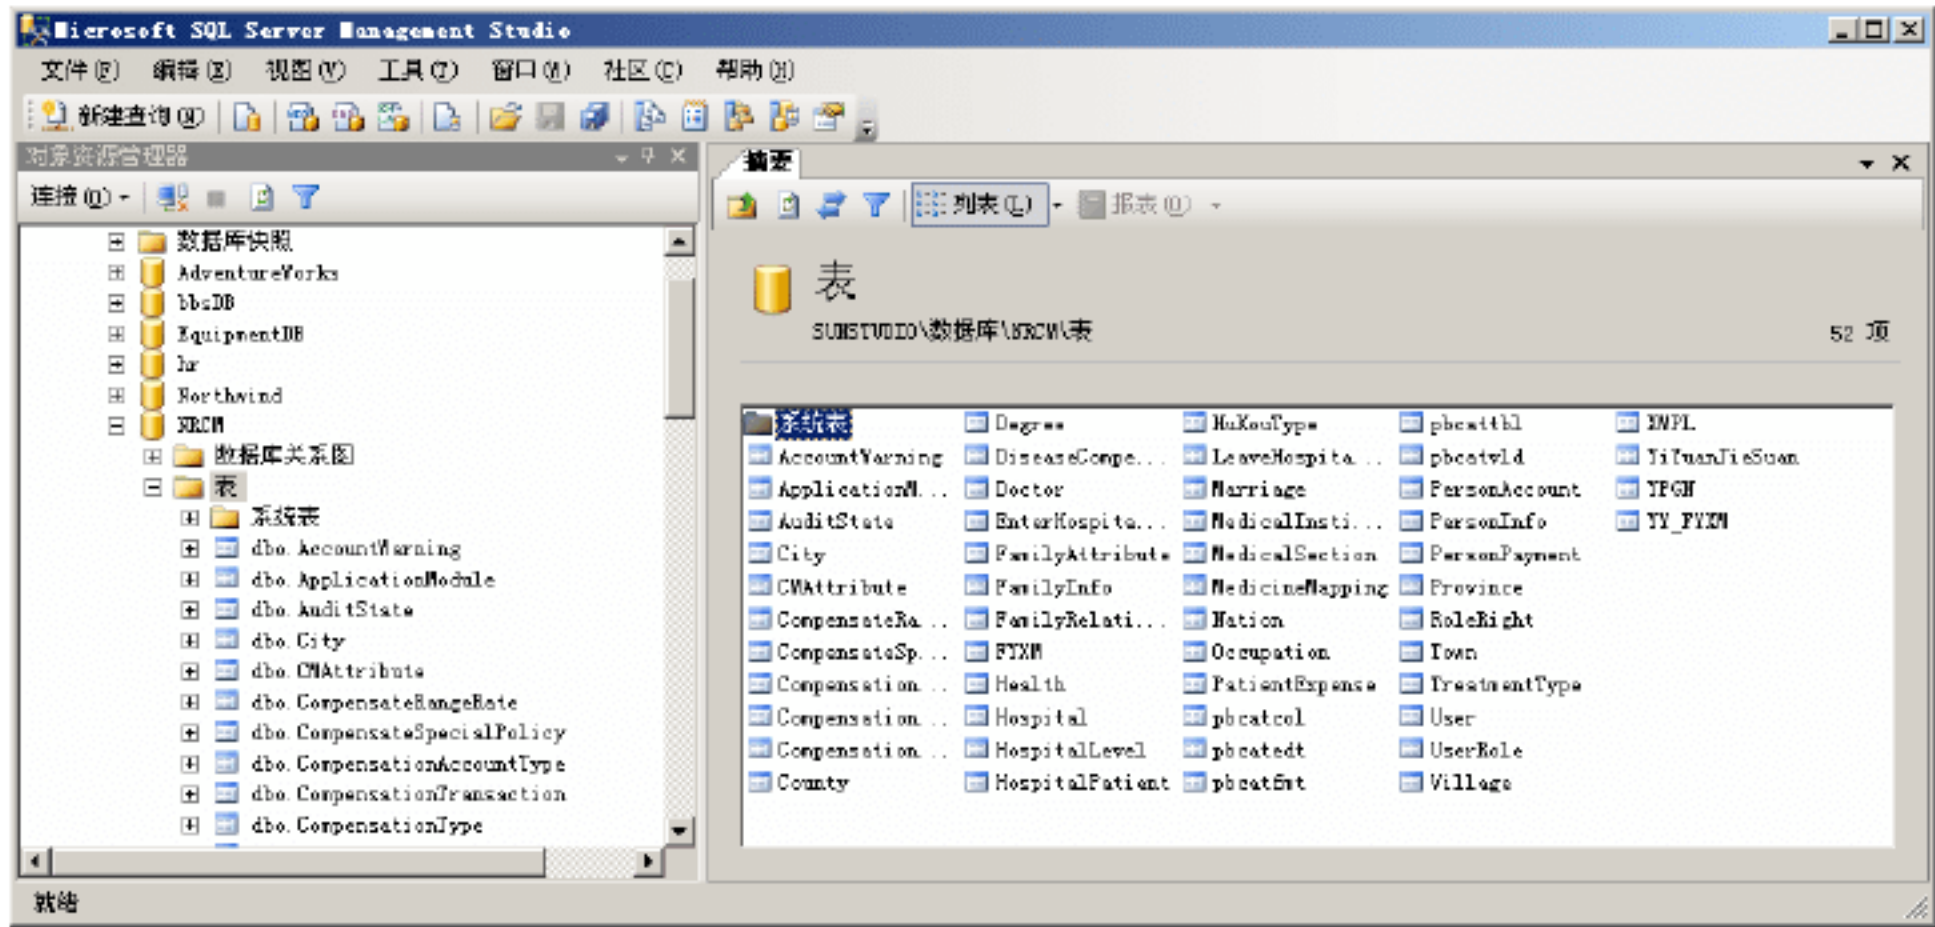 Microsoft SQL Server Management Studio
文件(F) 编辑(E) 视图(V) 工具(T) 窗口(W) 社区(C) 帮助(H)
新建查询(N)
对象资源管理器
连接(O)
数据库快照
AdventureWorks
bbsDB
EquipmentDB
hr
Northwind
NRCM
数据库关系图
表
系统表
dbo.AccountWarning
dbo.ApplicationModule
dbo.AuditState
dbo.City
dbo.CMAttribute
dbo.CompensateRangeRate
dbo.CompensateSpecialPolicy
dbo.CompensationAccountType
dbo.CompensationTransaction
dbo.CompensationType
摘要
列表(L) 报表(O)
表
SUNSTUDIO\数据库\NRCM\表
52 项
系统表 Degree HuKouType pbcattbl XWPL
AccountWarning DiseaseCompe... LeaveHospita... pbcatvld YiYuanJieSuan
ApplicationM... Doctor Marriage PersonAccount YPGH
AuditState EnterHospita... MedicalInsti... PersonInfo YY_FYXM
City FamilyAttribute MedicalSection PersonPayment
CMAttribute FamilyInfo MedicineMapping Province
CompensateRa... FamilyRelati... Nation RoleRight
CompensateSp... FYXM Occupation Town
Compensation... Health PatientExpense TreatmentType
Compensation... Hospital pbcatcol User
Compensation... HospitalLevel pbcatedt UserRole
County HospitalPatient pbcatfmt Village
就绪